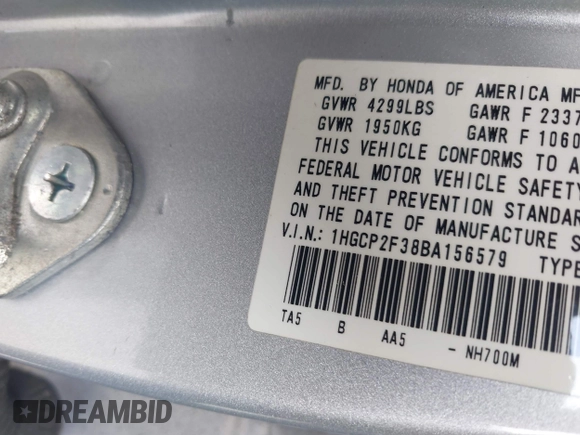 MFD. BY HONDA OF AMERICA MF
GVWR 4299LBS GAWR F 2337
GVWR 1950KG GAWR F 1060
THIS VEHICLE CONFORMS TO A
FEDERAL MOTOR VEHICLE SAFETY
AND THEFT PREVENTION STANDAR
ON THE DATE OF MANUFACTURE S
V.I.N.: 1HGCP2F38BA156579 TYPE
TA5 B AA5 - NH700M
DREAMBID